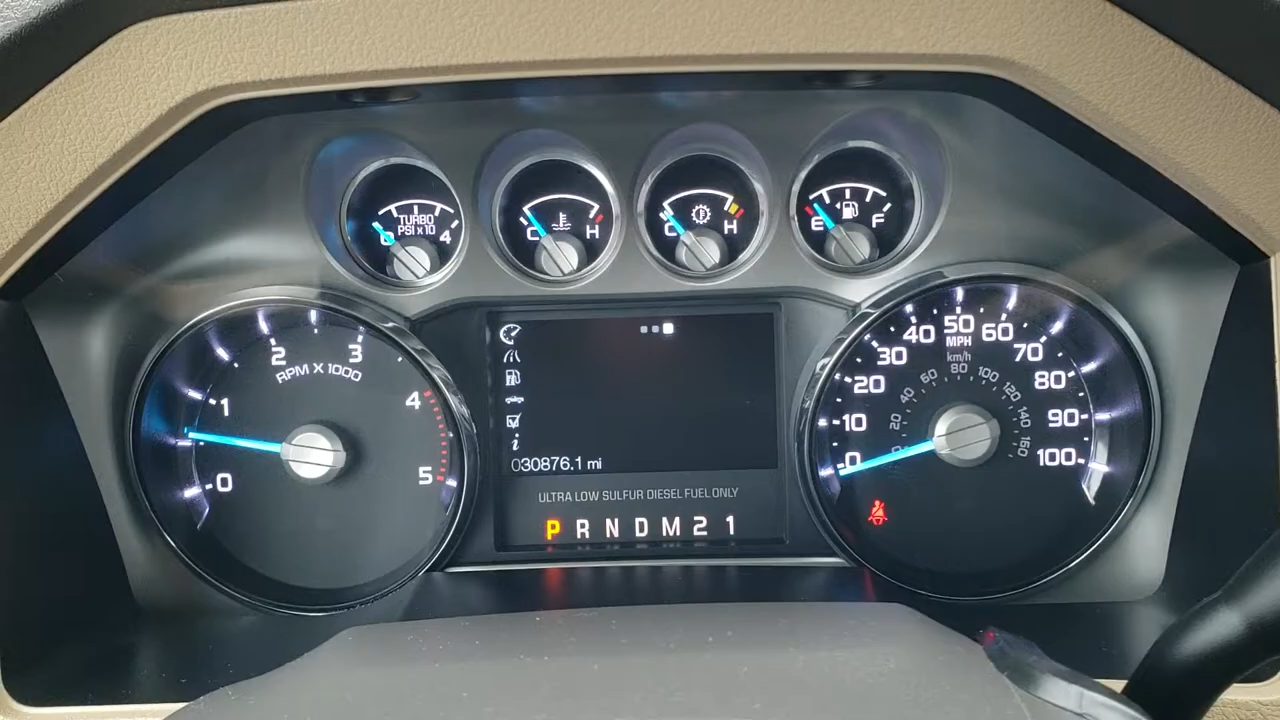 TURBO
PSI x 10
0 4
C H
C H
E F
0 1 2 3 4 5
RPM X 1000
030876.1 mi
ULTRA LOW SULFUR DIESEL FUEL ONLY
P R N D M 2 1
0 10 20 30 40 50 60 70 80 90 100
MPH
km/h
0 20 40 60 80 100 120 140 160